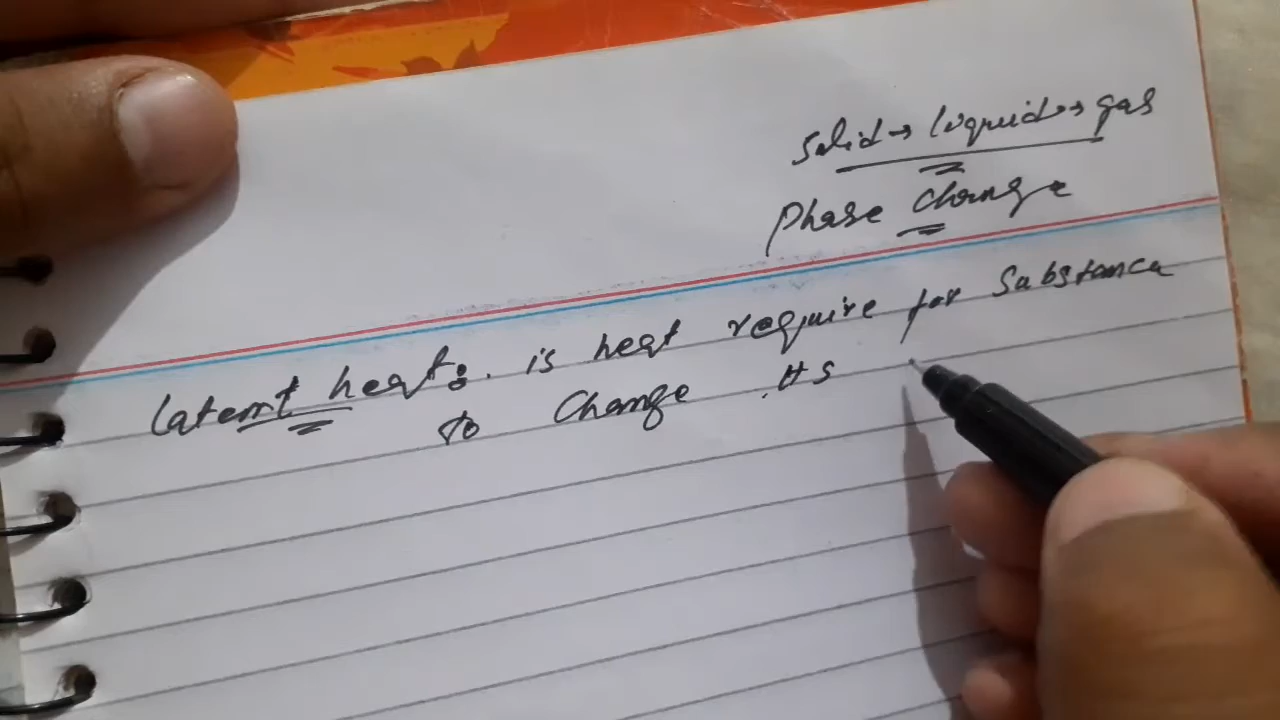 Solid → liquid → gas
Phase change
latent heat :. is heat require for Substance
to Change its